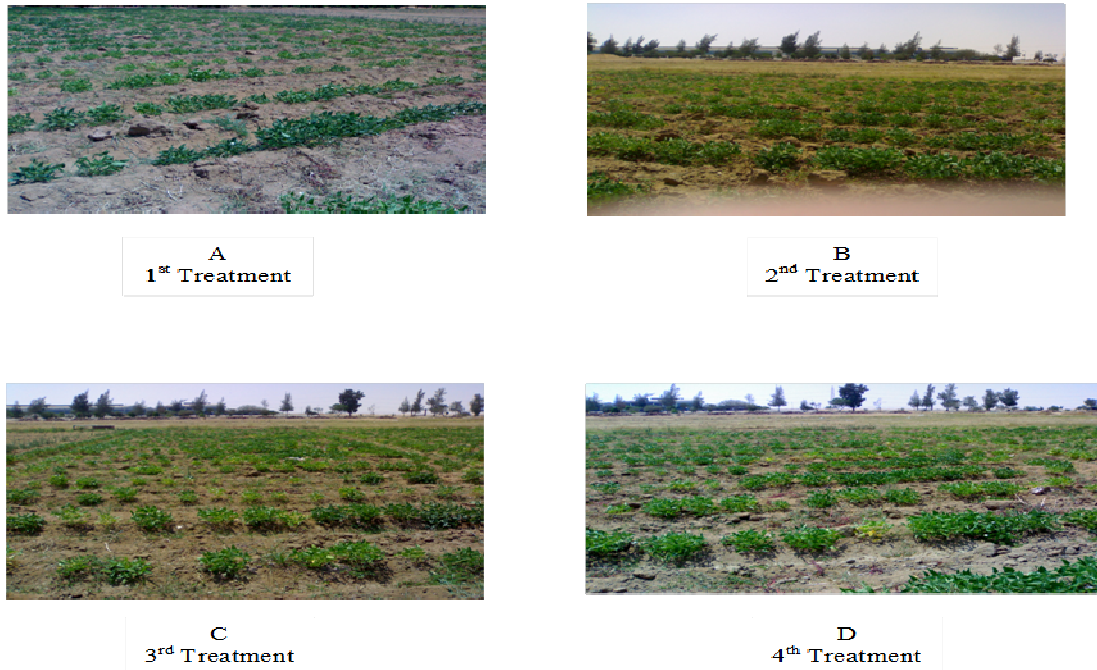 A
1st Treatment
B
2nd Treatment
C
3rd Treatment
D
4th Treatment